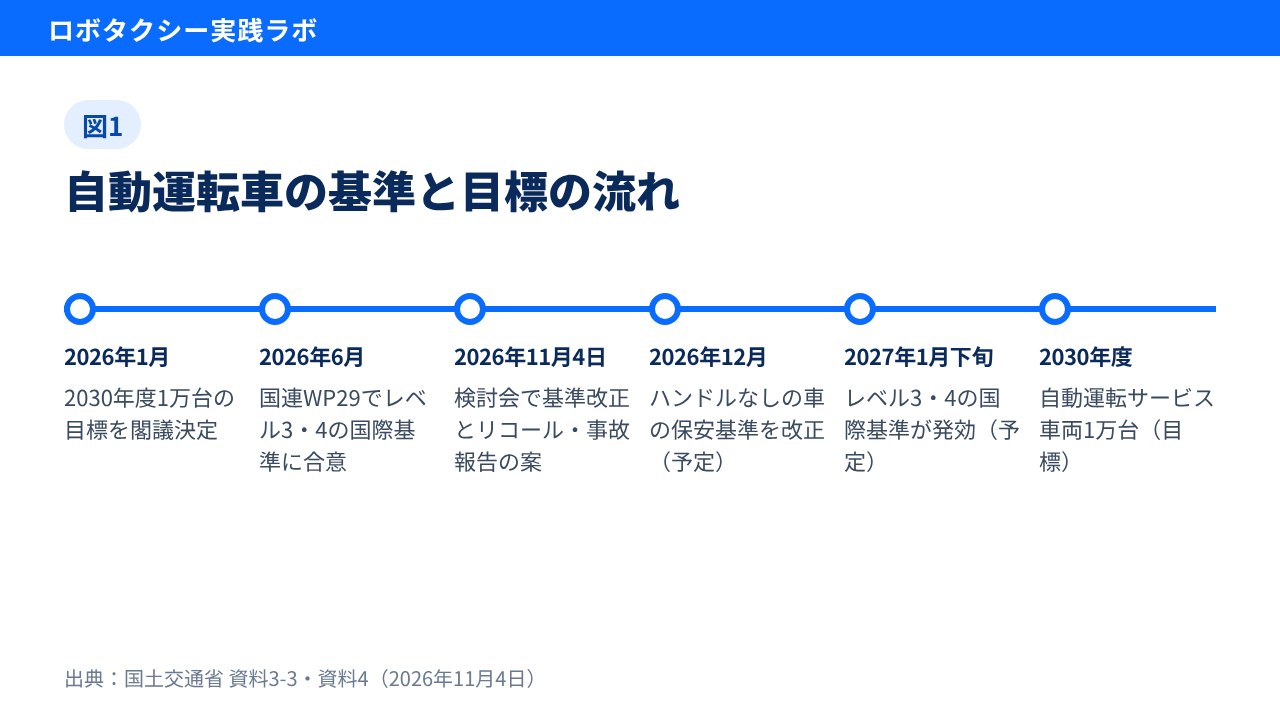 ロボタクシー実践ラボ
図1
自動運転車の基準と目標の流れ
2026年1月
2030年度1万台の
目標を閣議決定
2026年6月
国連WP29でレベ
ル3・4の国際基
準に合意
2026年11月4日
検討会で基準改正
とリコール・事故
報告の案
2026年12月
ハンドルなしの車
の保安基準を改正
（予定）
2027年1月下旬
レベル3・4の国
際基準が発効（予
定）
2030年度
自動運転サービス
車両1万台（目
標）
出典：国土交通省 資料3-3・資料4（2026年11月4日）